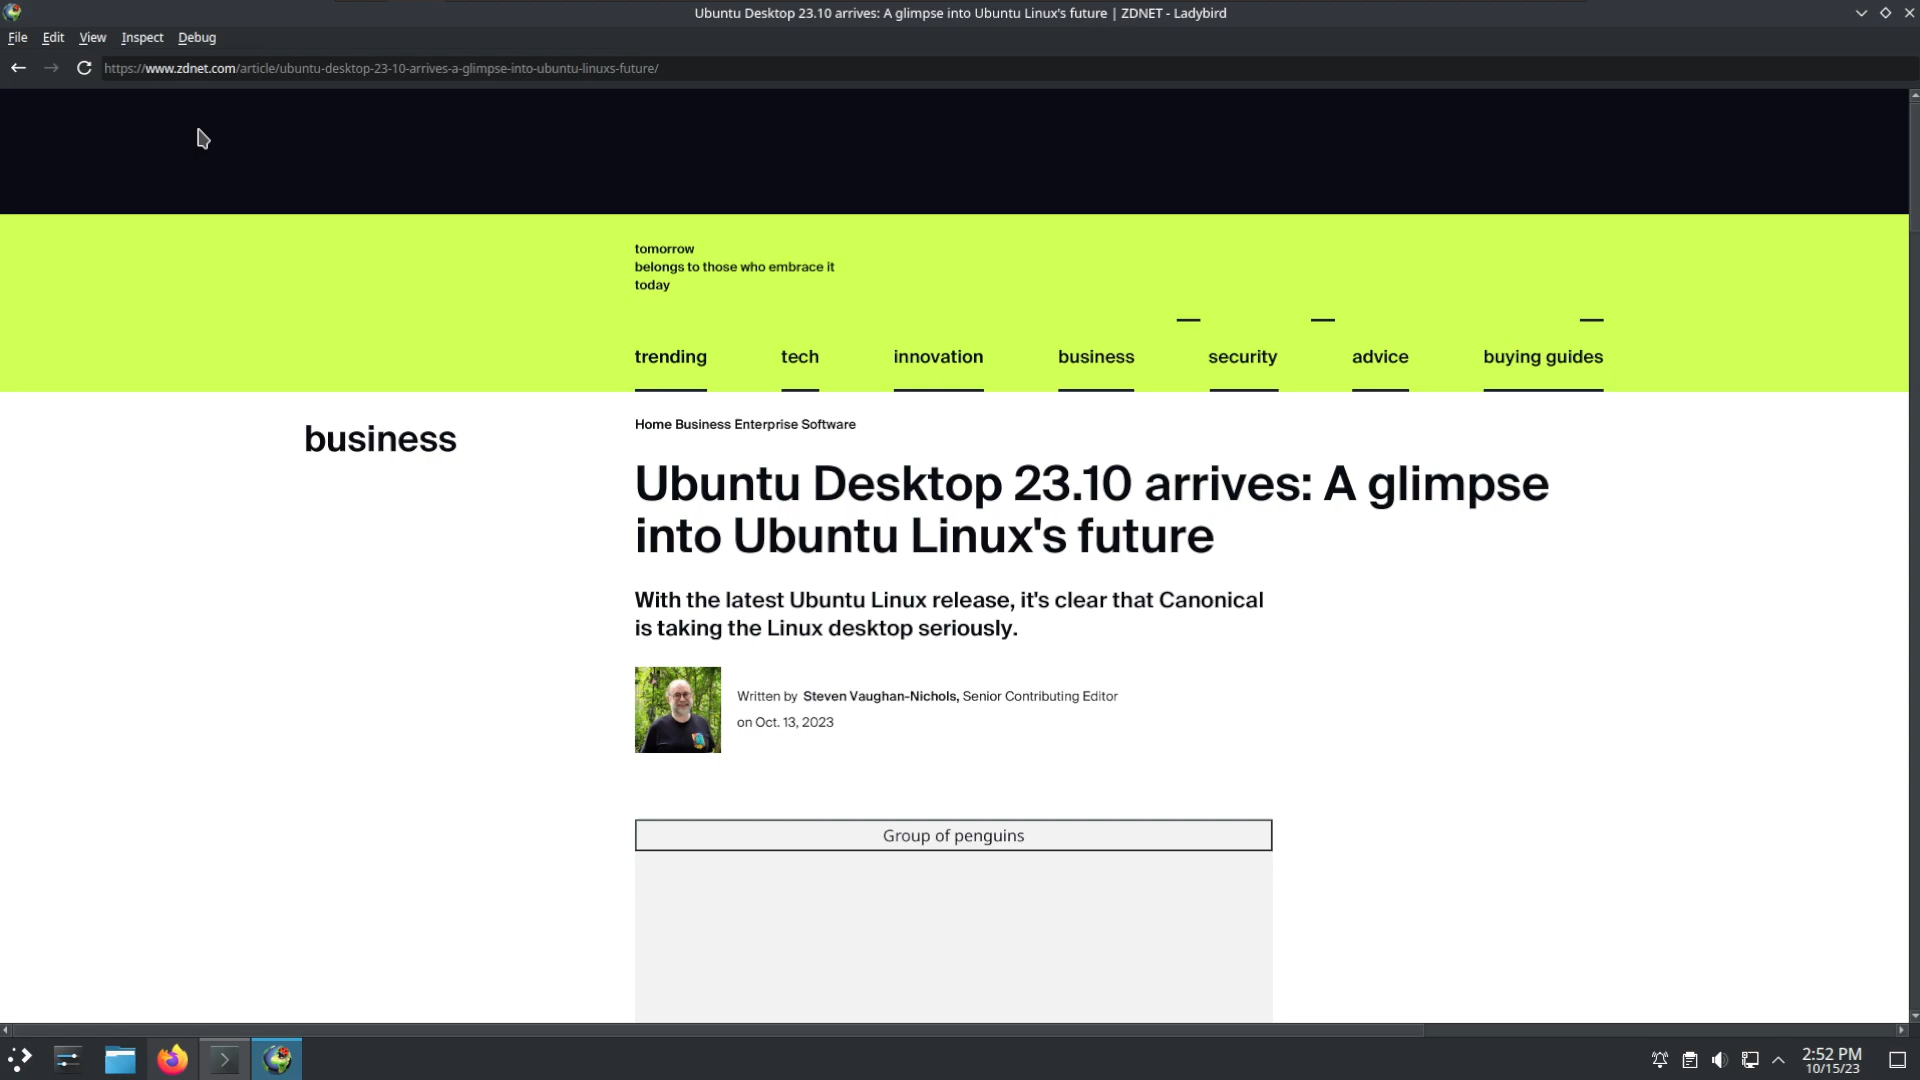 Ubuntu Desktop 23.10 arrives: A glimpse into Ubuntu Linux's future | ZDNET - Ladybird
File Edit View Inspect Debug
https://www.zdnet.com/article/ubuntu-desktop-23-10-arrives-a-glimpse-into-ubuntu-linuxs-future/
tomorrow
belongs to those who embrace it
today
trending tech innovation business security advice buying guides
business
Home Business Enterprise Software
Ubuntu Desktop 23.10 arrives: A glimpse
into Ubuntu Linux's future
With the latest Ubuntu Linux release, it's clear that Canonical
is taking the Linux desktop seriously.
Written by Steven Vaughan-Nichols, Senior Contributing Editor
on Oct. 13, 2023
Group of penguins
2:52 PM
10/15/23